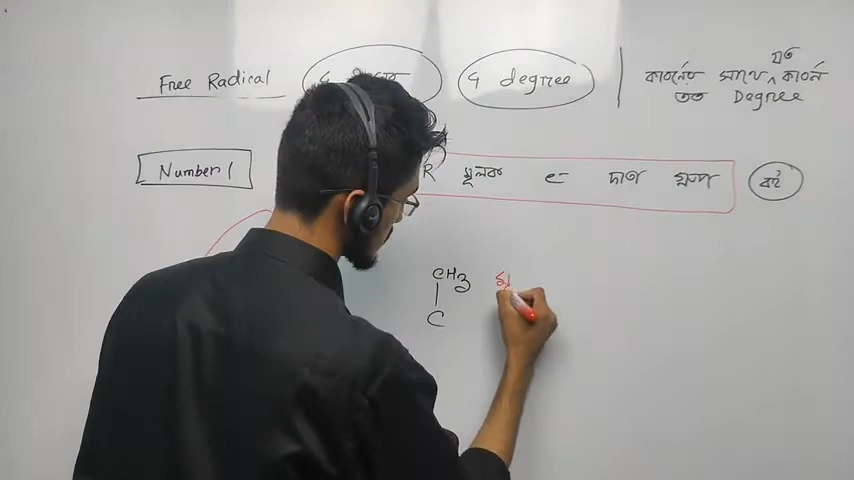 Free Radical
4 degree
যত
কার্বনের সাথে ^ কার্বন
তত Degree
Number 1
R মূলক e- দান গ্রুপ
বই
CH3
|
C